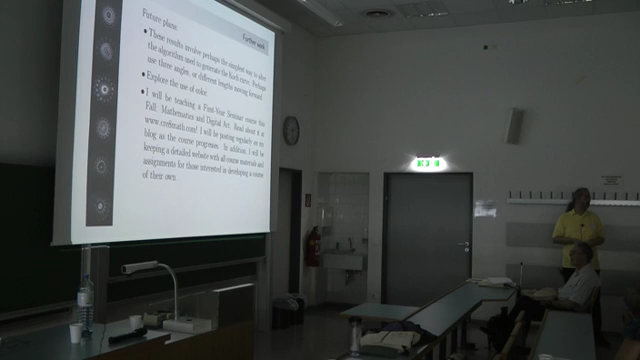 Further work
Future plans:
• These results involve perhaps the simplest way to alter
the algorithm used to generate the Koch curve. Perhaps
use three angles, or different lengths moving forward.
• Explore the use of color.
• I will be teaching a First-Year Seminar course this
Fall: Mathematics and Digital Art. Read about it at
www.cre8math.com! I will be posting regularly on my
blog as the course progresses. In addition, I will be
keeping a detailed website with all course materials and
assignments for those interested in developing a course
of their own.